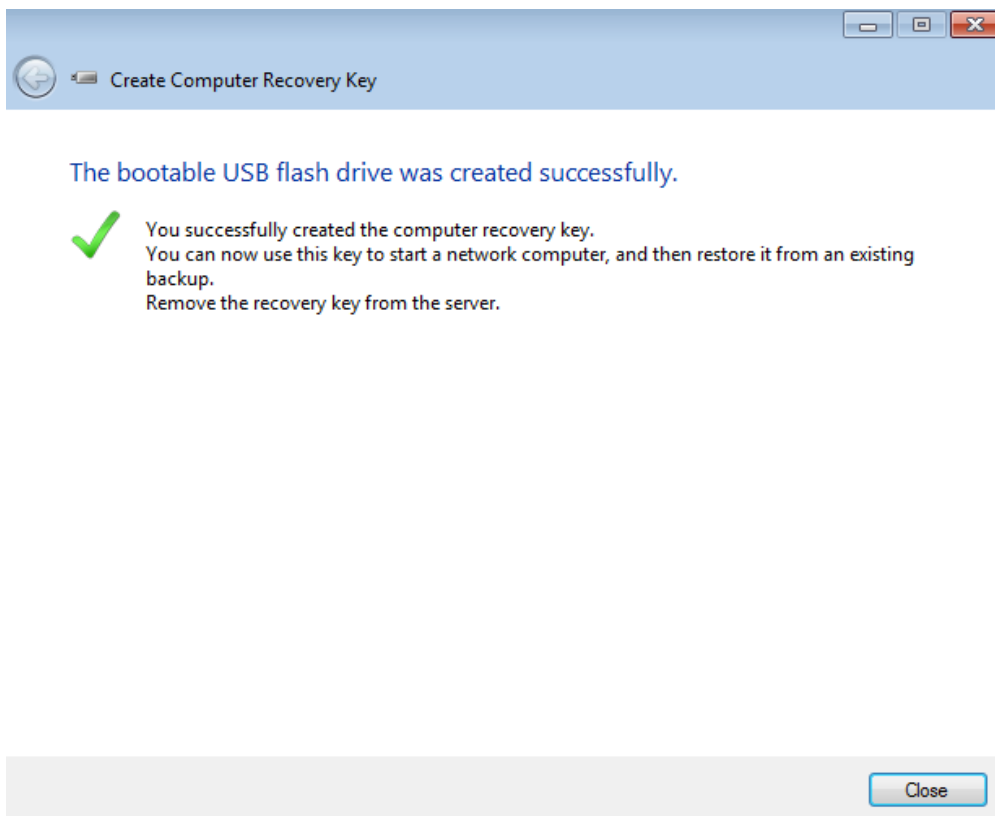 Create Computer Recovery Key
The bootable USB flash drive was created successfully.
You successfully created the computer recovery key.
You can now use this key to start a network computer, and then restore it from an existing
backup.
Remove the recovery key from the server.
Close